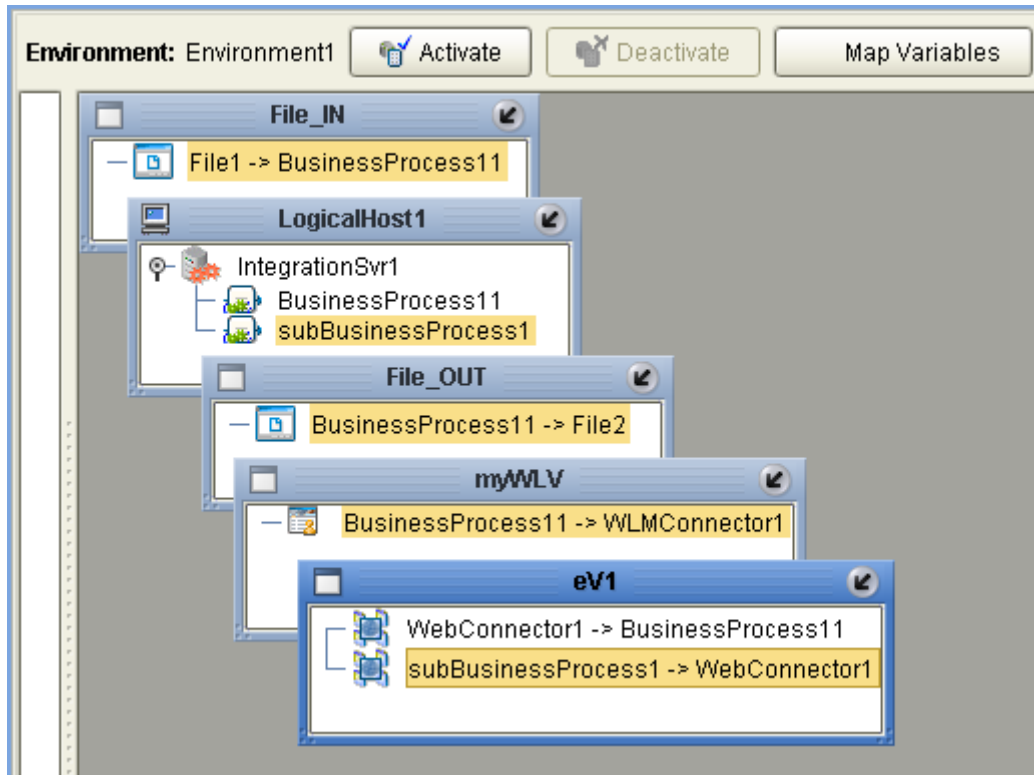 Environment: Environment1 Activate Deactivate Map Variables
File_IN
File1 -> BusinessProcess11
LogicalHost1
IntegrationSvr1
BusinessProcess11
subBusinessProcess1
File_OUT
BusinessProcess11 -> File2
myWLV
BusinessProcess11 -> WLMConnector1
eV1
WebConnector1 -> BusinessProcess11
subBusinessProcess1 -> WebConnector1